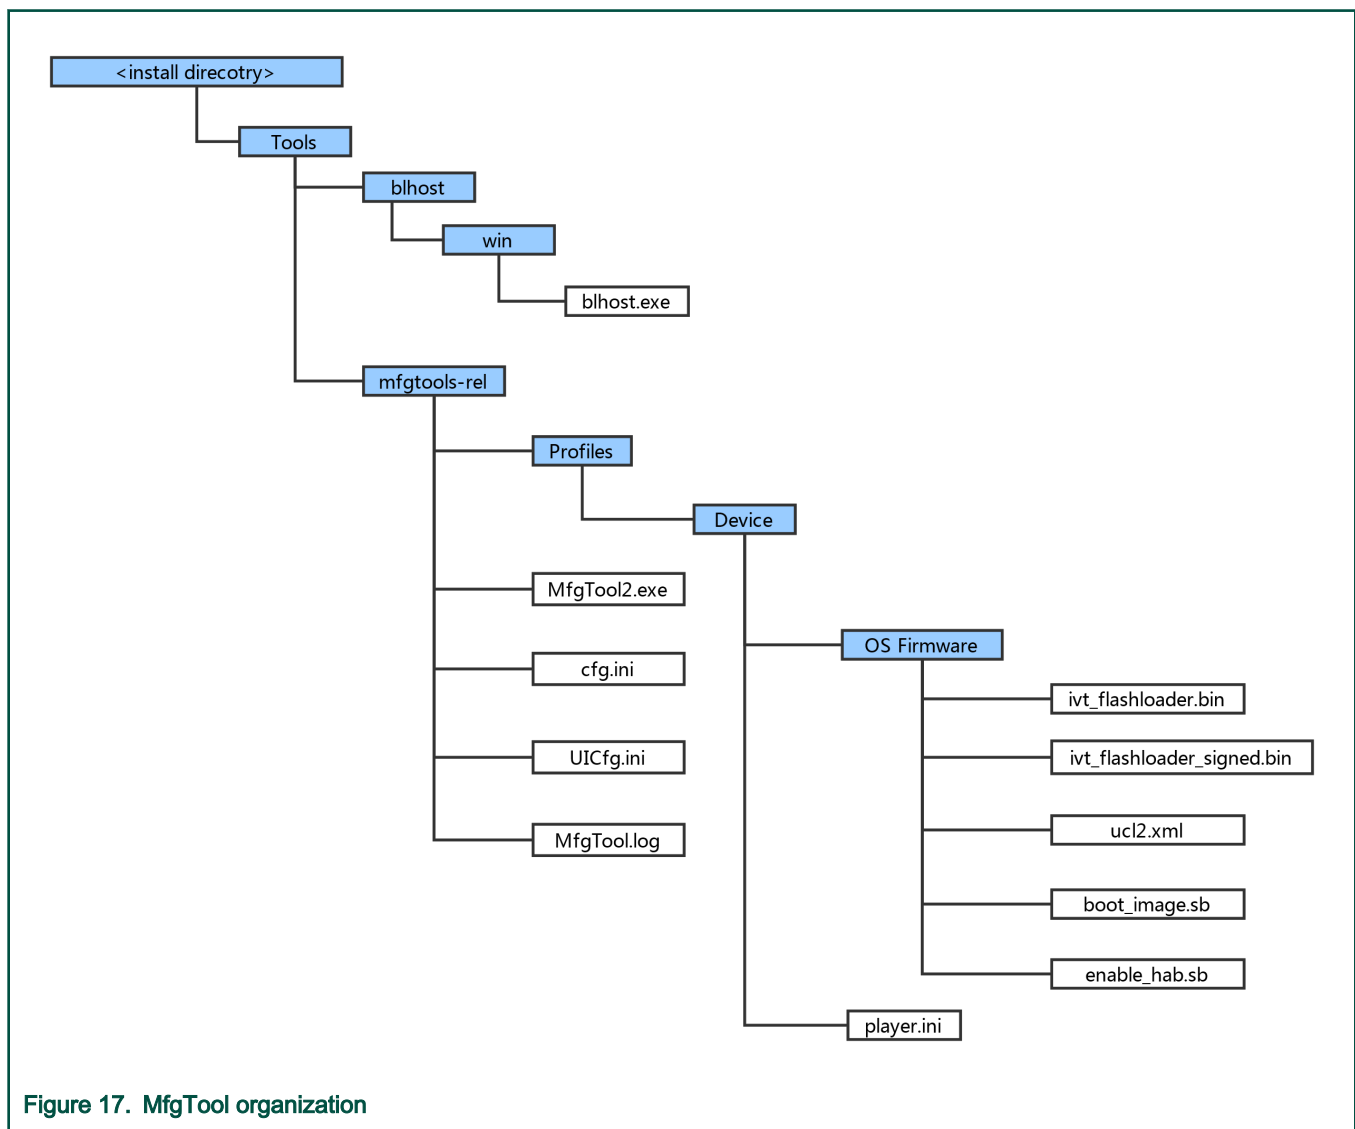 <install direcotry>
Tools
blhost
win
blhost.exe
mfgtools-rel
Profiles
Device
MfgTool2.exe
OS Firmware
cfg.ini
ivt_flashloader.bin
UICfg.ini
ivt_flashloader_signed.bin
ucl2.xml
MfgTool.log
boot_image.sb
enable_hab.sb
player.ini
Figure 17. MfgTool organization